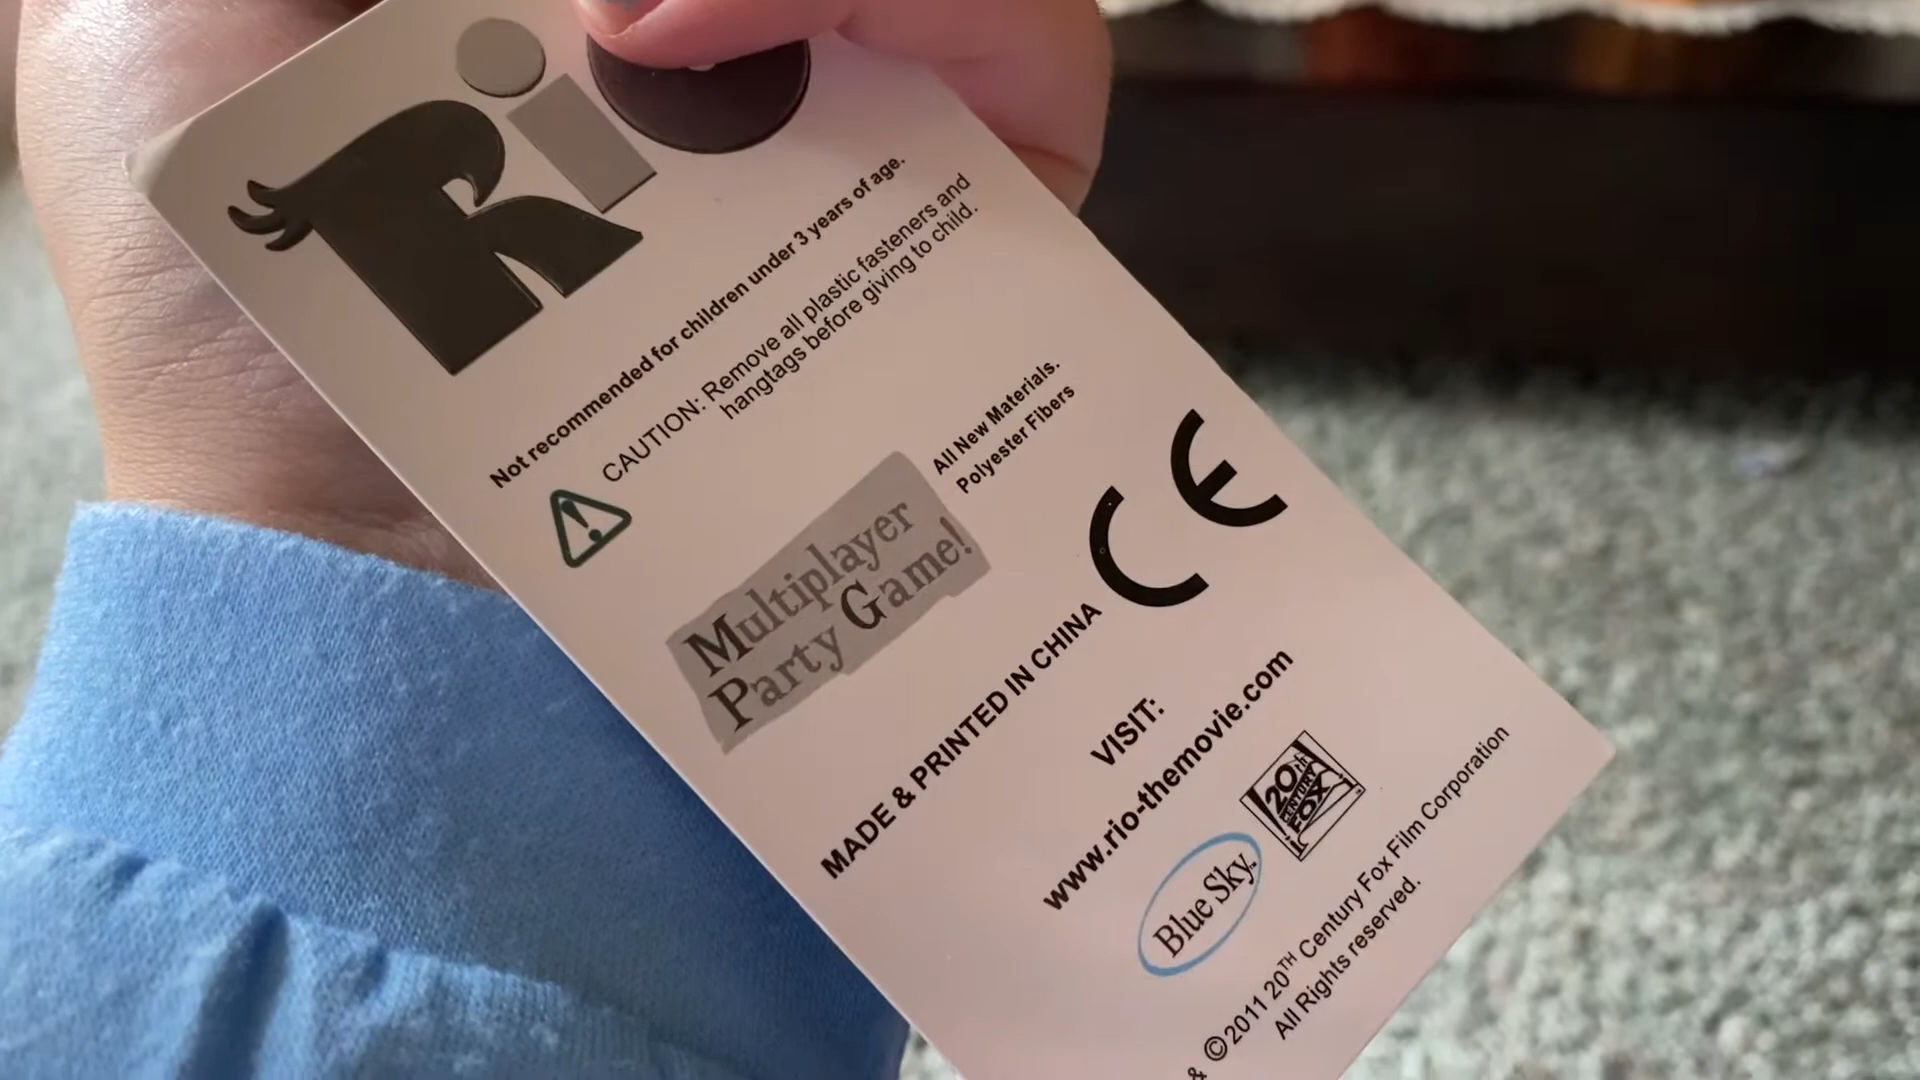 Rio
Not recommended for children under 3 years of age.
CAUTION: Remove all plastic fasteners and
hangtags before giving to child.
All New Materials.
Polyester Fibers
Multiplayer
Party Game!
CE
MADE & PRINTED IN CHINA
VISIT:
www.rio-themovie.com
20th
CENTURY
FOX
Blue Sky™
& ©2011 20TH Century Fox Film Corporation
All Rights reserved.